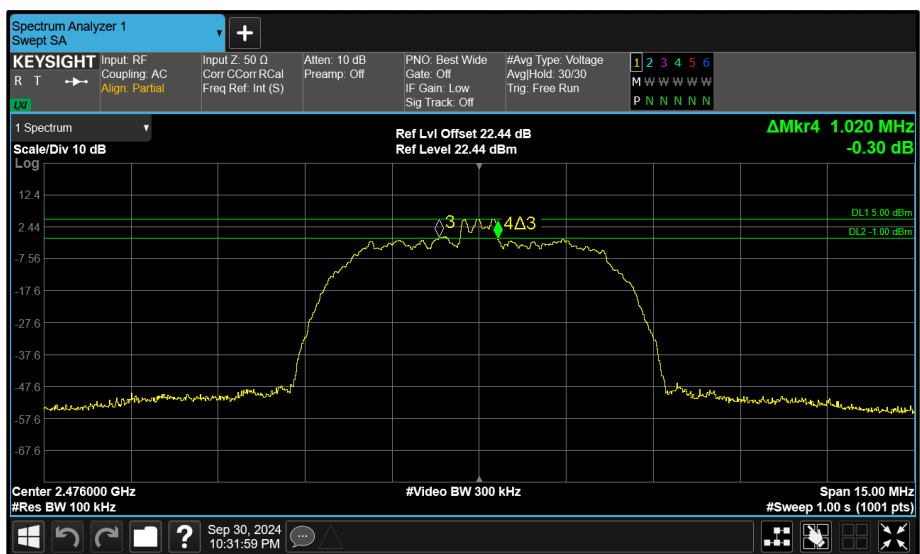 Spectrum Analyzer 1
Swept SA
+
KEYSIGHT
R T
LXI
Input: RF
Coupling: AC
Align: Partial
Input Z: 50 Ω
Corr CCorr RCal
Freq Ref: Int (S)
Atten: 10 dB
Preamp: Off
PNO: Best Wide
Gate: Off
IF Gain: Low
Sig Track: Off
#Avg Type: Voltage
Avg|Hold: 30/30
Trig: Free Run
1 2 3 4 5 6
M W W W W W
P N N N N N
1 Spectrum
Scale/Div 10 dB
Log
Ref Lvl Offset 22.44 dB
Ref Level 22.44 dBm
ΔMkr4 1.020 MHz
-0.30 dB
12.4
DL1 5.00 dBm
3
4Δ3
2.44
DL2 -1.00 dBm
-7.56
-17.6
-27.6
-37.6
-47.6
-57.6
-67.6
Center 2.476000 GHz
#Video BW 300 kHz
Span 15.00 MHz
#Res BW 100 kHz
#Sweep 1.00 s (1001 pts)
?
Sep 30, 2024
10:31:59 PM